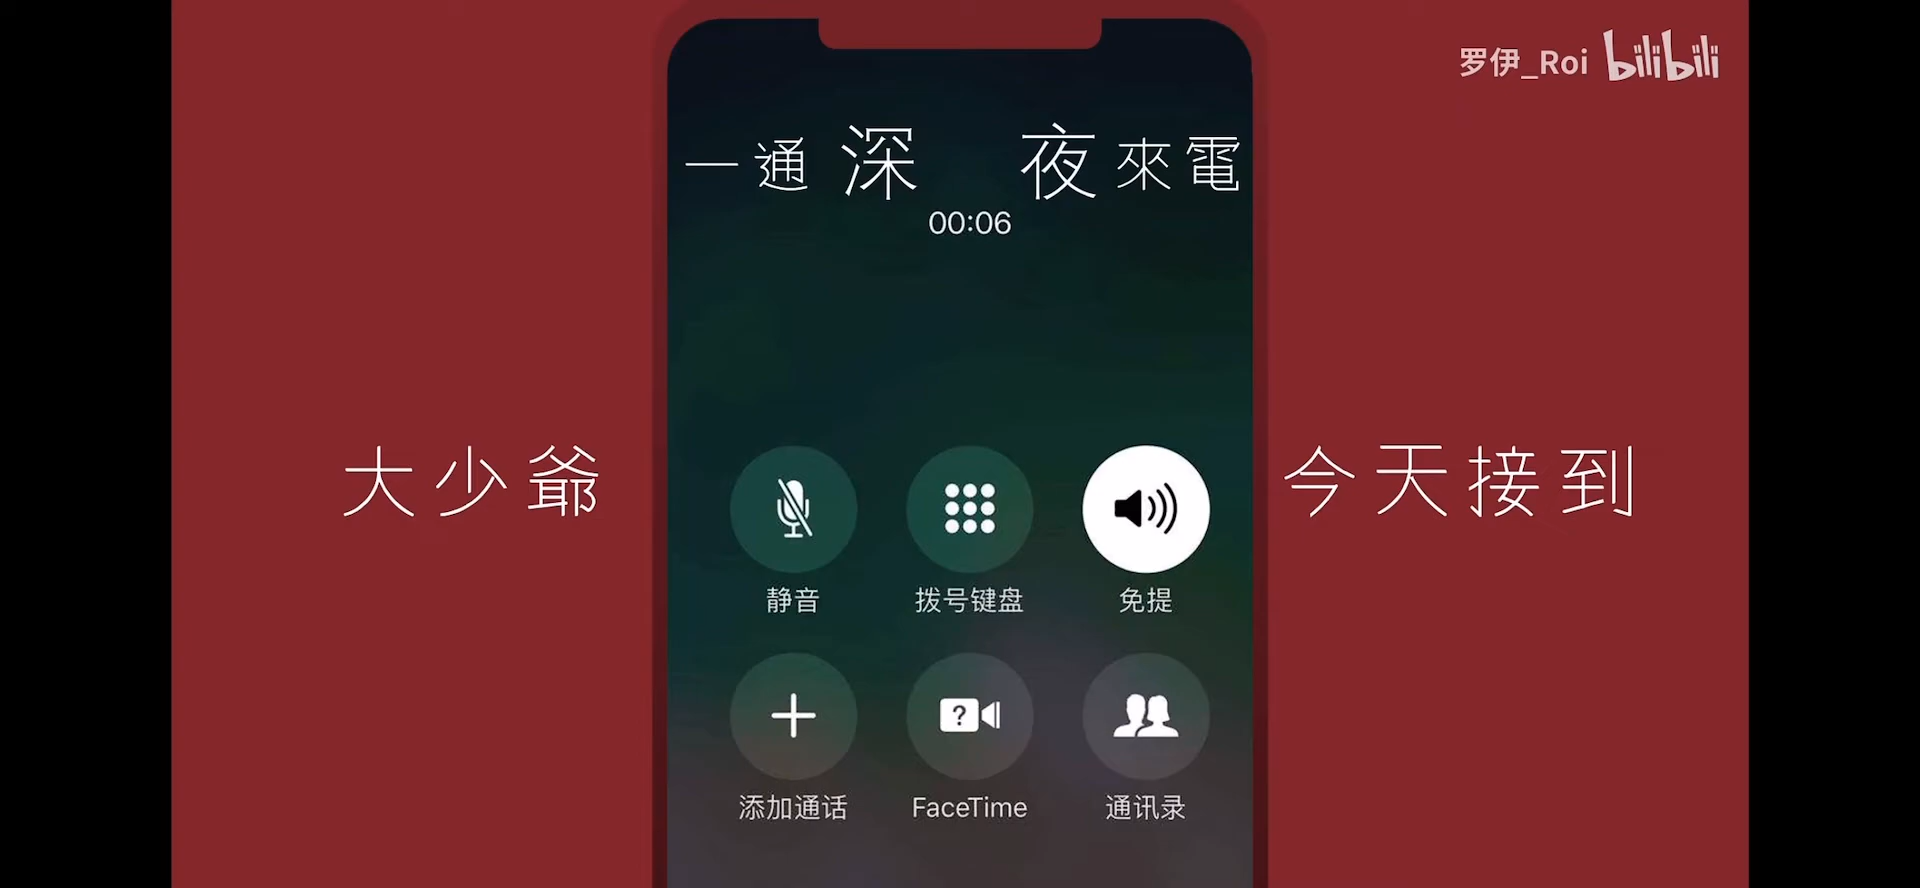 罗伊_Roi bilibili
一通深夜來電
00:06
大少爺 今天接到
静音 拨号键盘 免提
添加通话 FaceTime 通讯录